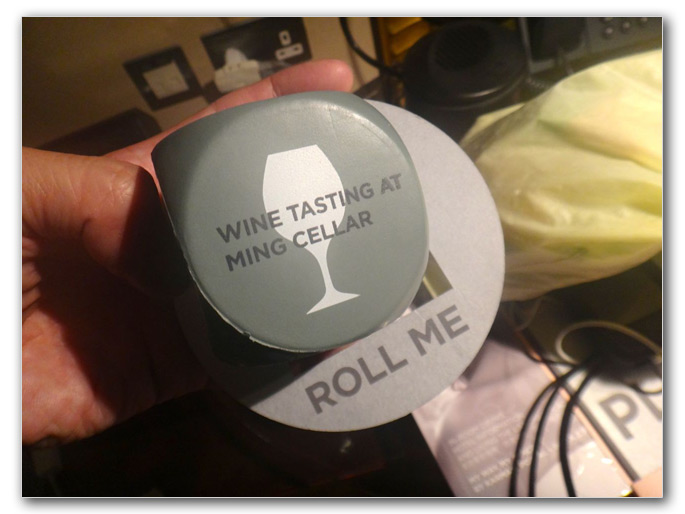 WINE TASTING AT
MING CELLAR
ROLL ME